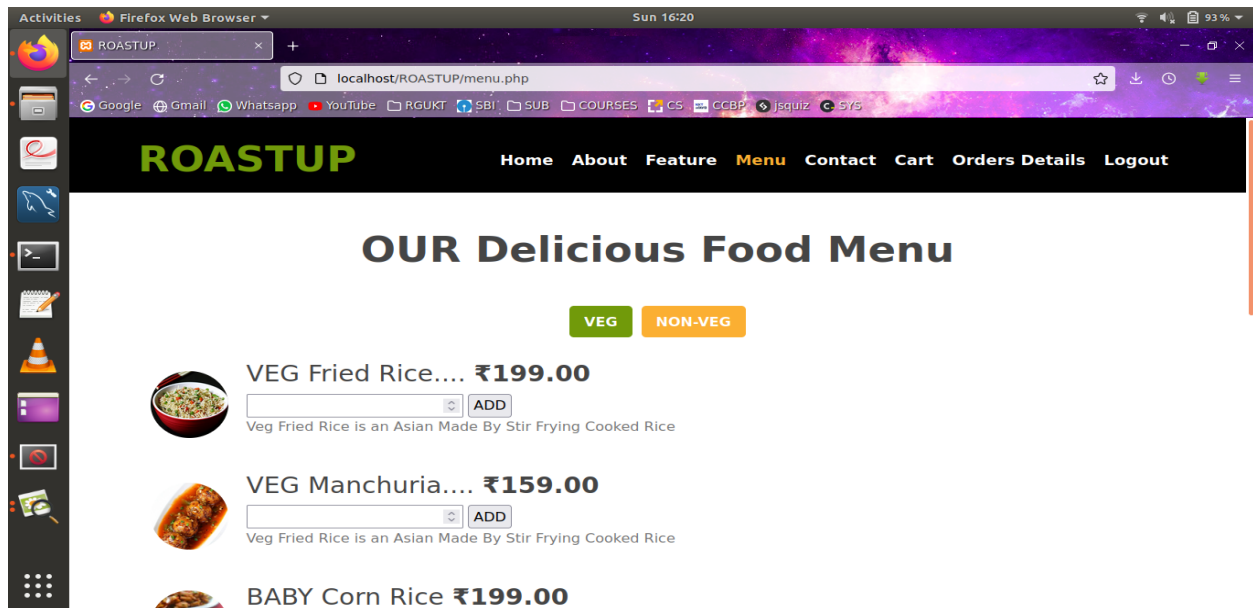 Activities Firefox Web Browser Sun 16:20 93 %
ROASTUP
localhost/ROASTUP/menu.php
Google Gmail Whatsapp YouTube RGUKT SBI SUB COURSES CS CCBP jsquiz SYS
ROASTUP Home About Feature Menu Contact Cart Orders Details Logout
OUR Delicious Food Menu
VEG NON-VEG
VEG Fried Rice.... ₹199.00
ADD
Veg Fried Rice is an Asian Made By Stir Frying Cooked Rice
VEG Manchuria.... ₹159.00
ADD
Veg Fried Rice is an Asian Made By Stir Frying Cooked Rice
BABY Corn Rice ₹199.00